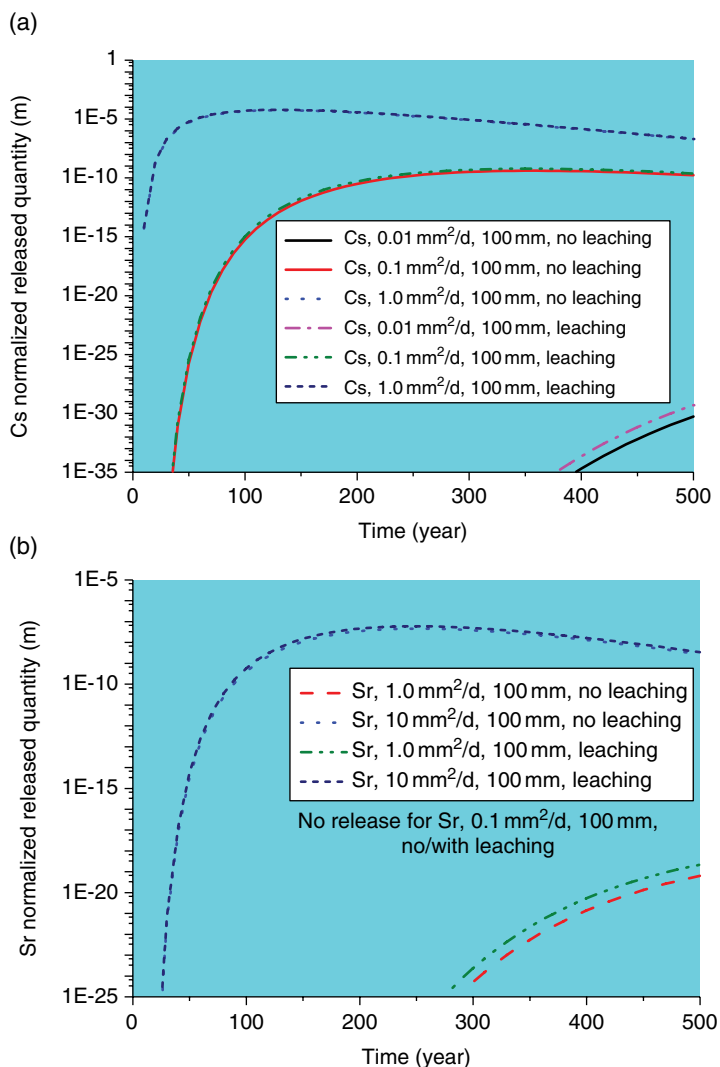 (a)
1
1E-5
1E-10
1E-15
1E-20
1E-25
1E-30
1E-35
Cs normalized released quantity (m)
Cs, 0.01 mm²/d, 100 mm, no leaching
Cs, 0.1 mm²/d, 100 mm, no leaching
Cs, 1.0 mm²/d, 100 mm, no leaching
Cs, 0.01 mm²/d, 100 mm, leaching
Cs, 0.1 mm²/d, 100 mm, leaching
Cs, 1.0 mm²/d, 100 mm, leaching
0 100 200 300 400 500
Time (year)
(b)
1E-5
1E-10
1E-15
1E-20
1E-25
Sr normalized released quantity (m)
Sr, 1.0 mm²/d, 100 mm, no leaching
Sr, 10 mm²/d, 100 mm, no leaching
Sr, 1.0 mm²/d, 100 mm, leaching
Sr, 10 mm²/d, 100 mm, leaching
No release for Sr, 0.1 mm²/d, 100 mm,
no/with leaching
0 100 200 300 400 500
Time (year)